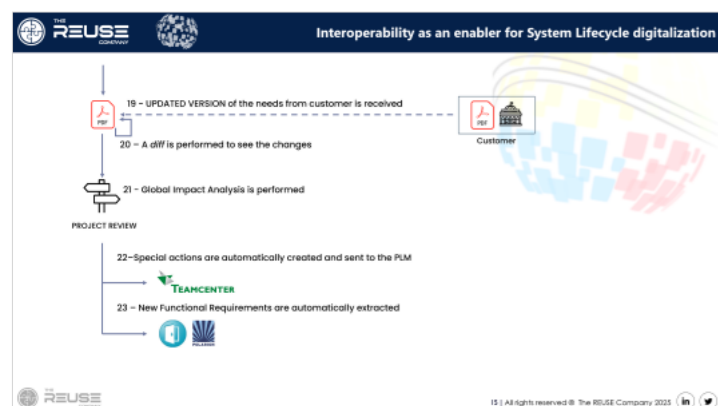 THE
REUSE
COMPANY
Interoperability as an enabler for System Lifecycle digitalization
19 - UPDATED VERSION of the needs from customer is received
PDF
PDF
Customer
20 – A diff is performed to see the changes
21 - Global Impact Analysis is performed
PROJECT REVIEW
22–Special actions are automatically created and sent to the PLM
TEAMCENTER
23 – New Functional Requirements are automatically extracted
THE
REUSE
15 | All rights reserved ® The REUSE Company 2023
in